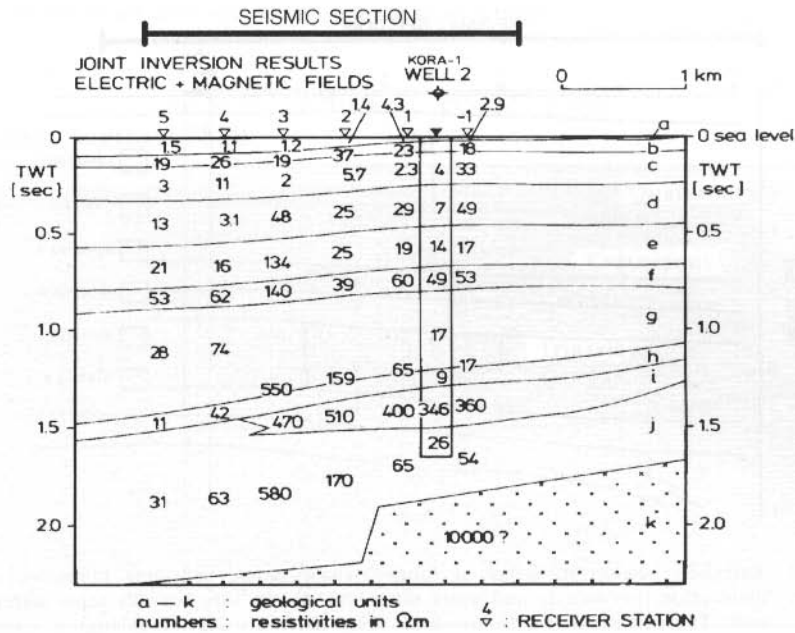 SEISMIC SECTION
JOINT INVERSION RESULTS
ELECTRIC + MAGNETIC FIELDS
KORA-1
WELL 2
0 1 km
5 4 3 2 1.4 4.3 1 -1 2.9 a
0 0 sea level
1.5 1.1 1.2 37 23 18 b
19 26 19 5.7 2.3 4 33 c
TWT TWT
[sec] [sec]
3 11 2
13 31 48 25 29 7 49 d
0.5 0.5
21 16 134 25 19 14 17 e
53 62 140 39 60 49 53 f
g
1.0 1.0
28 74 17
550 159 65 9 17 h
i
11 42 470 510 400 346 360
1.5 1.5
j
26
31 63 580 170 65 54
2.0 2.0
10000 ? k
a — k : geological units
numbers : resistivities in Ωm
4
: RECEIVER STATION